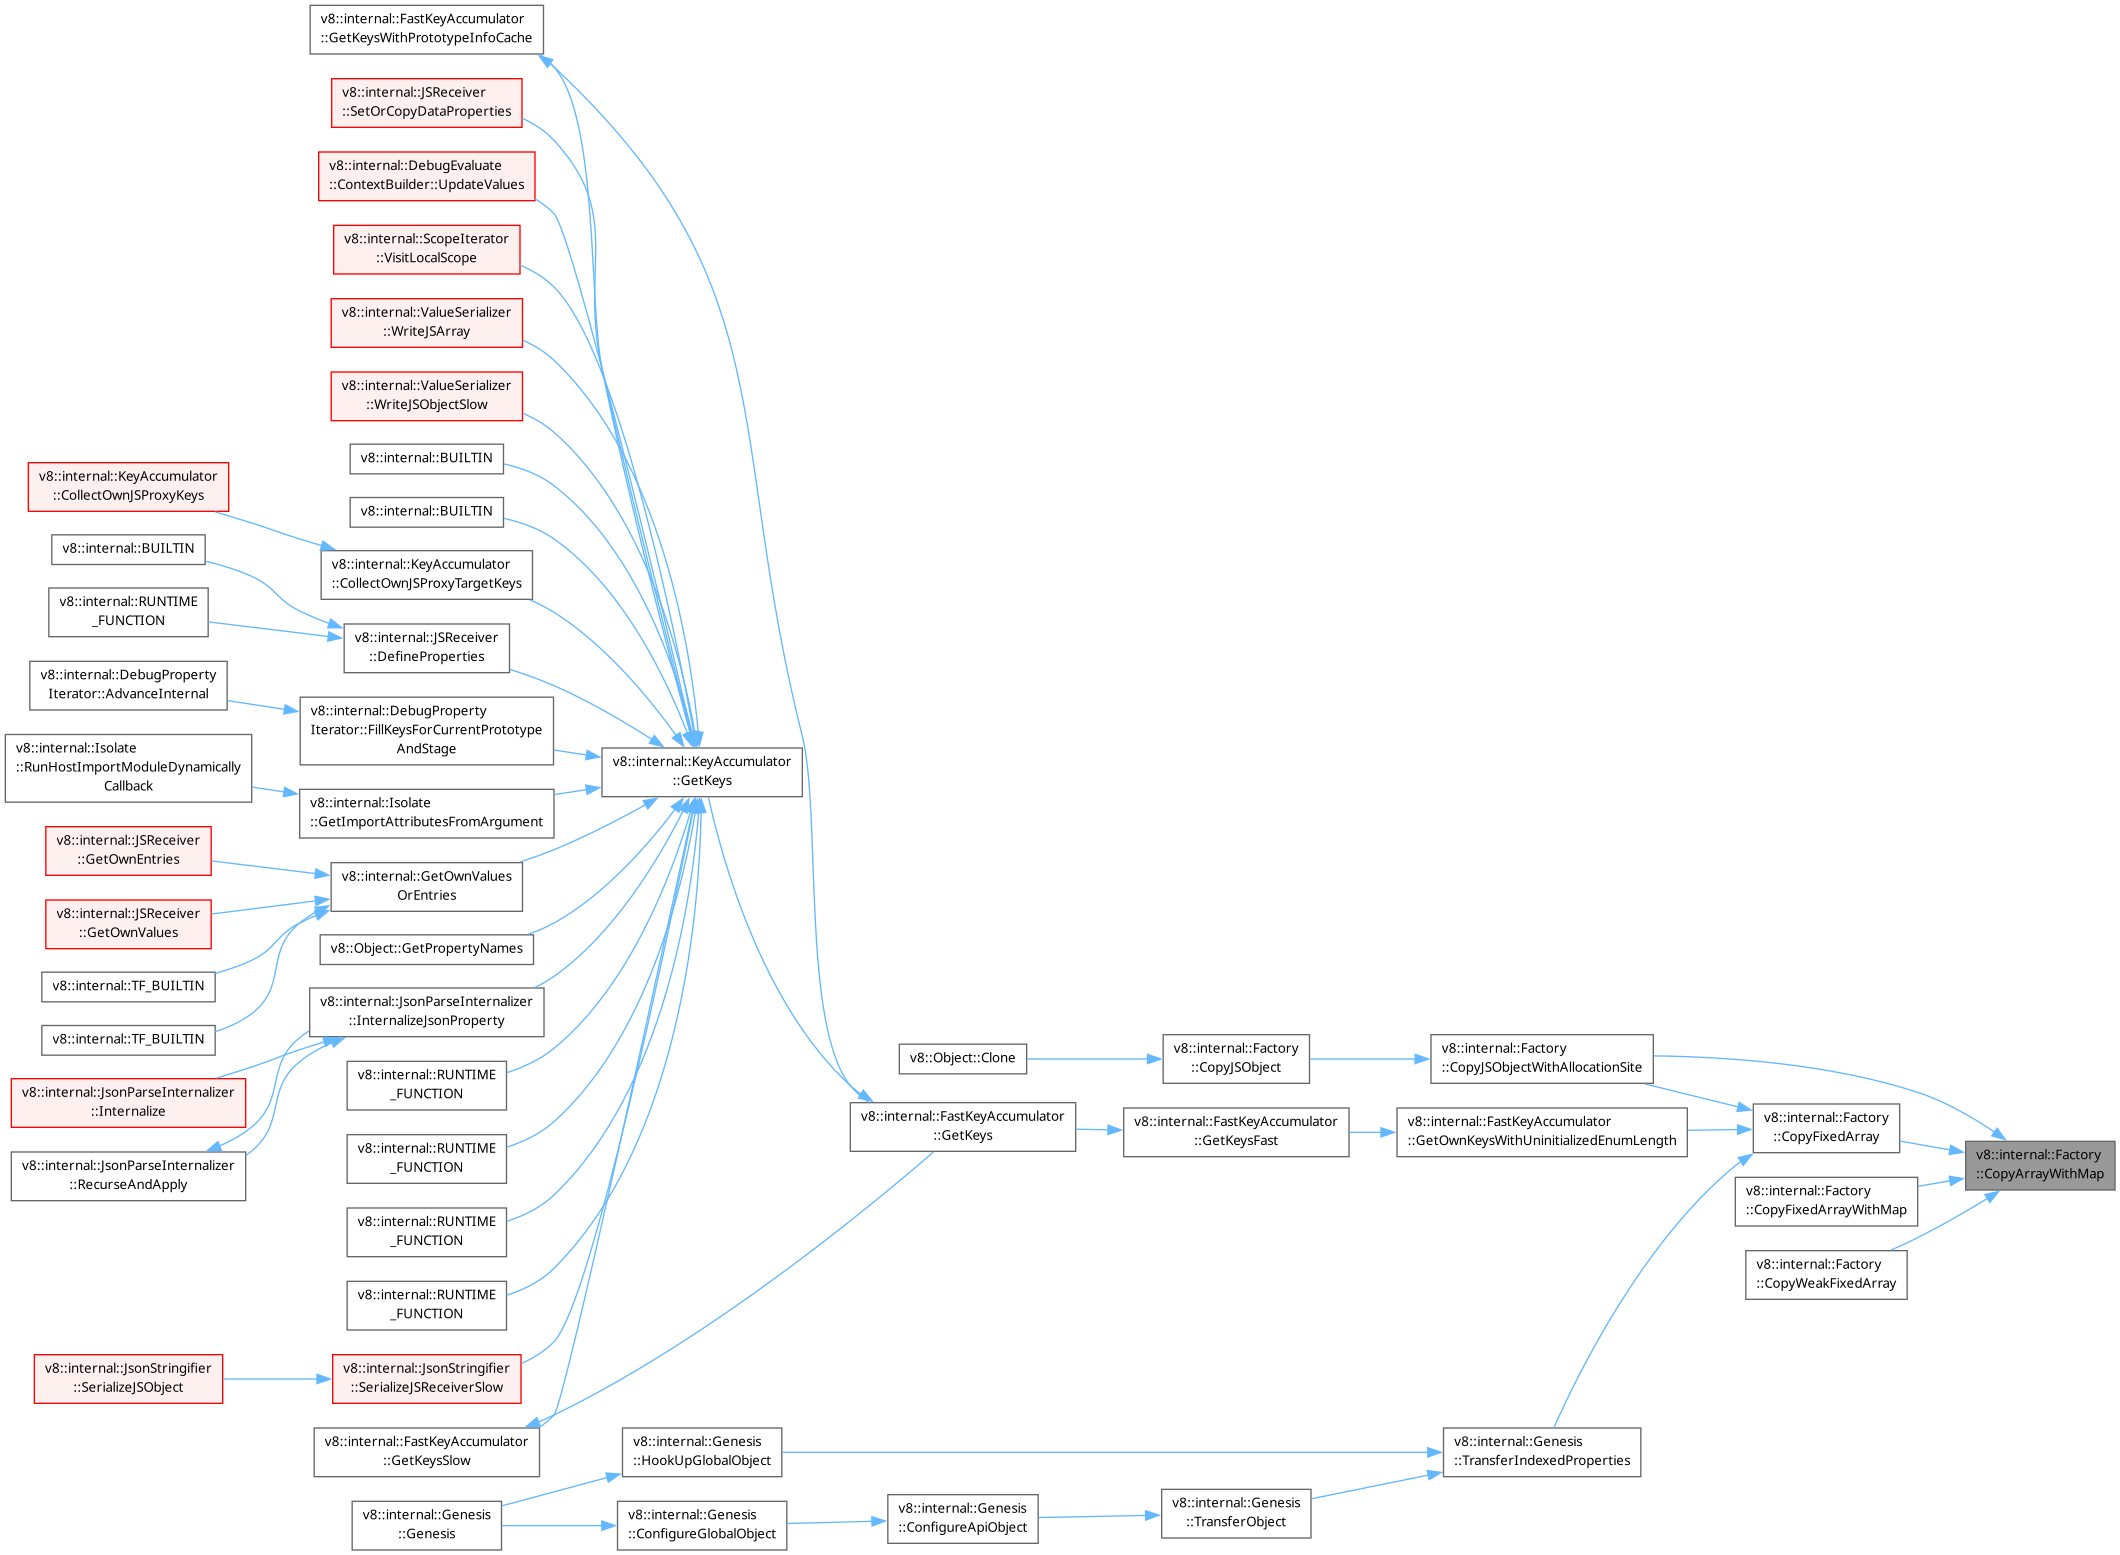 v8::internal::FastKeyAccumulator
::GetKeysWithPrototypeInfoCache
v8::internal::JSReceiver
::SetOrCopyDataProperties
v8::internal::DebugEvaluate
::ContextBuilder::UpdateValues
v8::internal::ScopeIterator
::VisitLocalScope
v8::internal::ValueSerializer
::WriteJSArray
v8::internal::ValueSerializer
::WriteJSObjectSlow
v8::internal::BUILTIN
v8::internal::BUILTIN
v8::internal::KeyAccumulator
::CollectOwnJSProxyKeys
v8::internal::BUILTIN
v8::internal::KeyAccumulator
::CollectOwnJSProxyTargetKeys
v8::internal::RUNTIME
_FUNCTION
v8::internal::JSReceiver
::DefineProperties
v8::internal::DebugProperty
Iterator::AdvanceInternal
v8::internal::DebugProperty
Iterator::FillKeysForCurrentPrototype
AndStage
v8::internal::Isolate
::RunHostImportModuleDynamically
Callback
v8::internal::KeyAccumulator
::GetKeys
v8::internal::Isolate
::GetImportAttributesFromArgument
v8::internal::JSReceiver
::GetOwnEntries
v8::internal::GetOwnValues
OrEntries
v8::internal::JSReceiver
::GetOwnValues
v8::Object::GetPropertyNames
v8::internal::TF_BUILTIN
v8::internal::JsonParseInternalizer
::InternalizeJsonProperty
v8::internal::TF_BUILTIN
v8::internal::JsonParseInternalizer
::Internalize
v8::internal::RUNTIME
_FUNCTION
v8::internal::JsonParseInternalizer
::RecurseAndApply
v8::internal::RUNTIME
_FUNCTION
v8::internal::RUNTIME
_FUNCTION
v8::internal::RUNTIME
_FUNCTION
v8::internal::JsonStringifier
::SerializeJSObject
v8::internal::JsonStringifier
::SerializeJSReceiverSlow
v8::internal::FastKeyAccumulator
::GetKeysSlow
v8::internal::Genesis
::Genesis
v8::internal::Genesis
::HookUpGlobalObject
v8::internal::Genesis
::ConfigureGlobalObject
v8::Object::Clone
v8::internal::FastKeyAccumulator
::GetKeys
v8::internal::Genesis
::ConfigureApiObject
v8::internal::Factory
::CopyJSObject
v8::internal::FastKeyAccumulator
::GetKeysFast
v8::internal::Genesis
::TransferObject
v8::internal::Factory
::CopyJSObjectWithAllocationSite
v8::internal::FastKeyAccumulator
::GetOwnKeysWithUninitializedEnumLength
v8::internal::Genesis
::TransferIndexedProperties
v8::internal::Factory
::CopyFixedArray
v8::internal::Factory
::CopyFixedArrayWithMap
v8::internal::Factory
::CopyWeakFixedArray
v8::internal::Factory
::CopyArrayWithMap